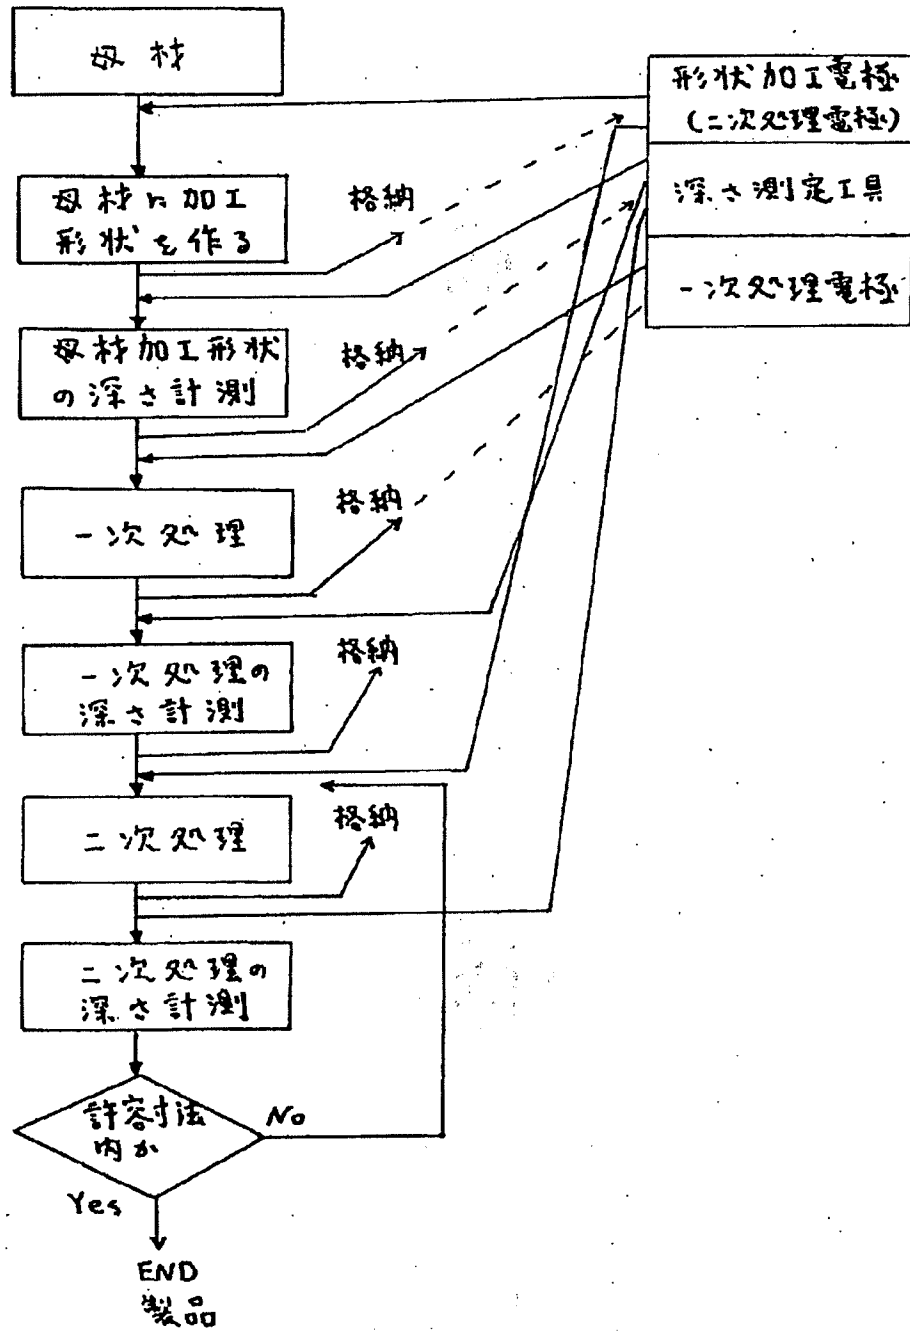 母材
形状加工電極
(二次処理電極)
深さ測定工具
一次処理電極
母材に加工
形状を作る
格納
母材加工形状
の深さ計測
格納
一次処理
格納
一次処理の
深さ計測
格納
二次処理
格納
二次処理の
深さ計測
許容寸法
内か
No
Yes
END
製品